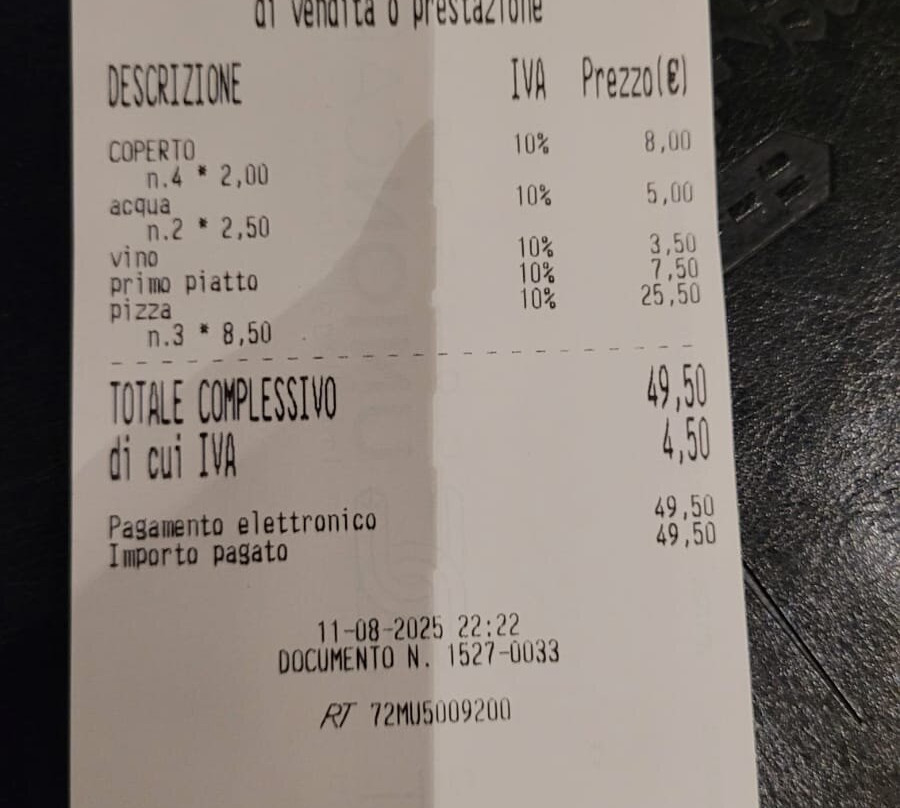 di vendita o prestazione
DESCRIZIONE IVA Prezzo(€)
COPERTO 10% 8,00
n.4 * 2,00
acqua 10% 5,00
n.2 * 2,50
vino 10% 3,50
primo piatto 10% 7,50
pizza 10% 25,50
n.3 * 8,50
TOTALE COMPLESSIVO 49,50
di cui IVA 4,50
Pagamento elettronico 49,50
Importo pagato 49,50
11-08-2025 22:22
DOCUMENTO N. 1527-0033
RT 72MU5009200